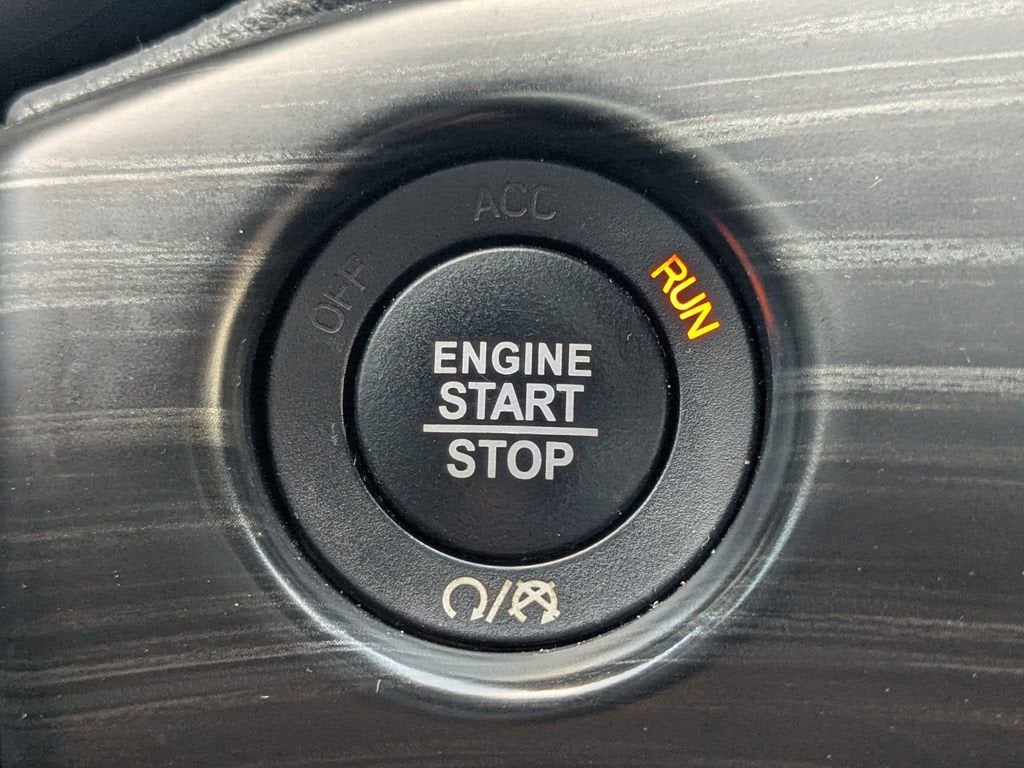 ACC
OFF
RUN
ENGINE
START
STOP
/